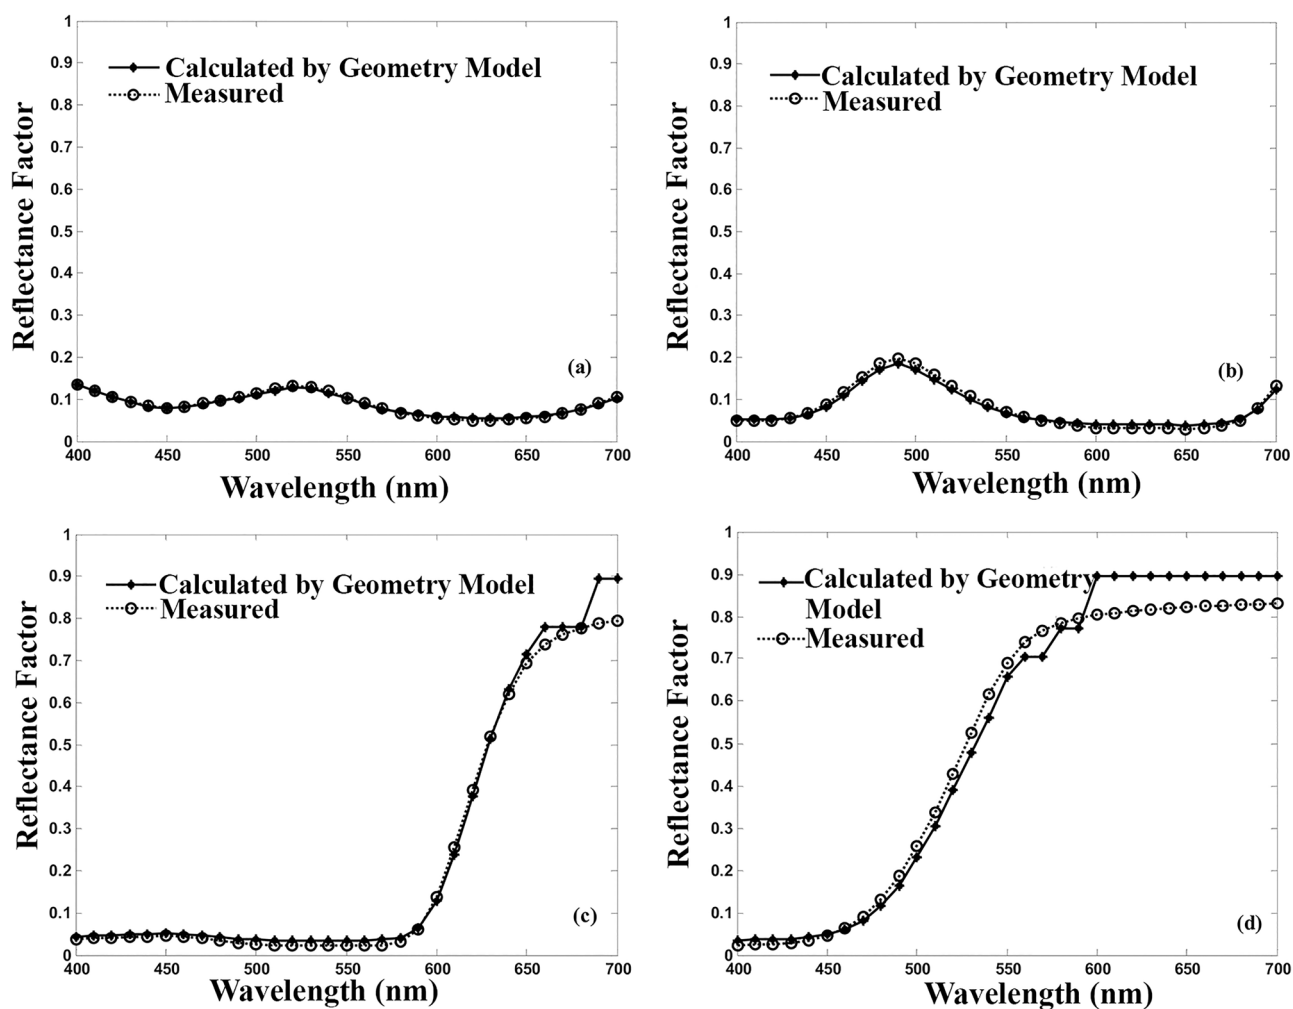 1
0.9
0.8
0.7
0.6
0.5
0.4
0.3
0.2
0.1
0
Reflectance Factor
Calculated by Geometry Model
Measured
(a)
400 450 500 550 600 650 700
Wavelength (nm)
1
0.9
0.8
0.7
0.6
0.5
0.4
0.3
0.2
0.1
0
Reflectance Factor
Calculated by Geometry Model
Measured
(b)
400 450 500 550 600 650 700
Wavelength (nm)
1
0.9
0.8
0.7
0.6
0.5
0.4
0.3
0.2
0.1
0
Reflectance Factor
Calculated by Geometry Model
Measured
(c)
400 450 500 550 600 650 700
Wavelength (nm)
1
0.9
0.8
0.7
0.6
0.5
0.4
0.3
0.2
0.1
0
Reflectance Factor
Calculated by Geometry
Model
Measured
(d)
400 450 500 550 600 650 700
Wavelength (nm)